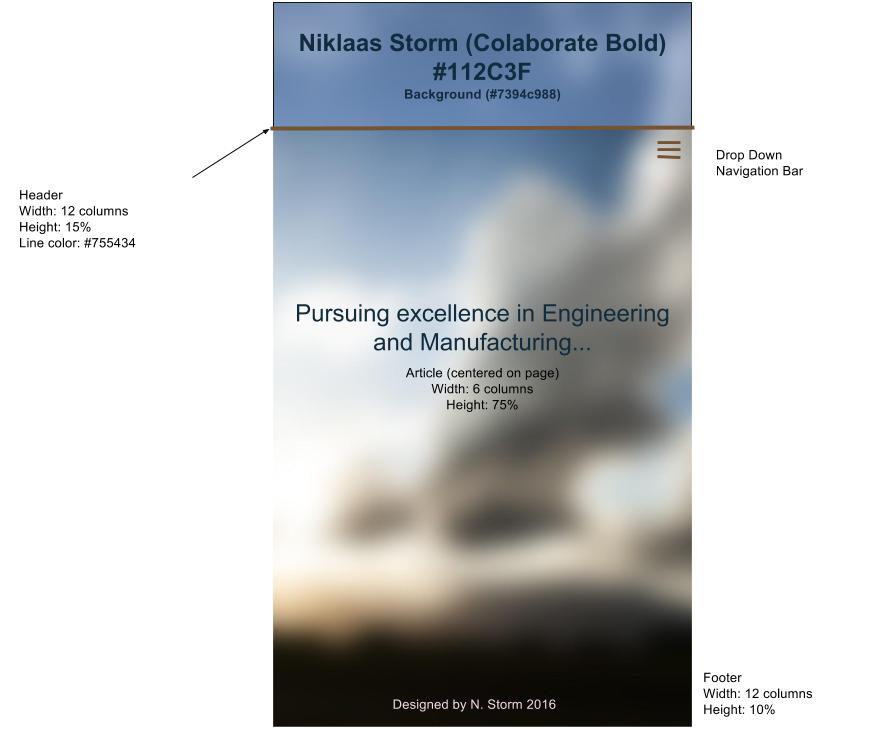 Niklaas Storm (Colaborate Bold)
#112C3F
Background (#7394c988)
Drop Down
Navigation Bar
Header
Width: 12 columns
Height: 15%
Line color: #755434
Pursuing excellence in Engineering
and Manufacturing...
Article (centered on page)
Width: 6 columns
Height: 75%
Footer
Width: 12 columns
Height: 10%
Designed by N. Storm 2016